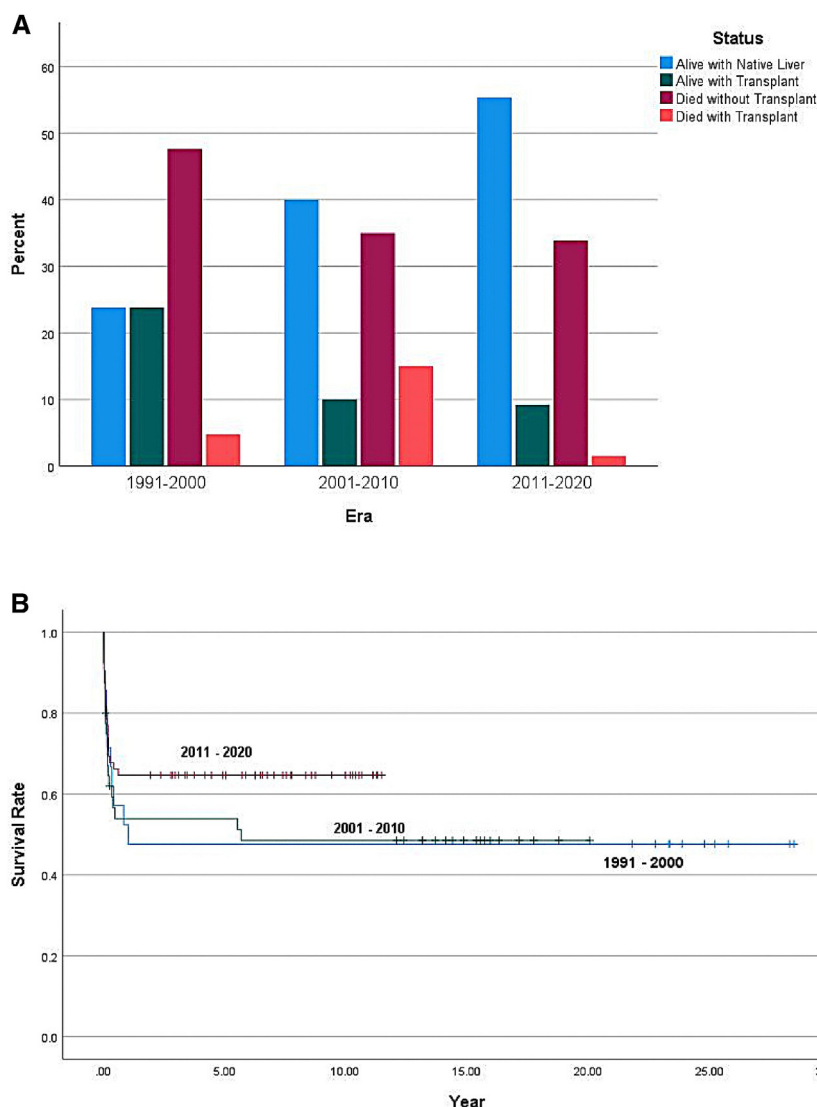 A
Status
Alive with Native Liver
Alive with Transplant
Died without Transplant
Died with Transplant
Percent
60
50
40
30
20
10
0
1991-2000
2001-2010
2011-2020
Era
B
Survival Rate
1.0
0.8
0.6
0.4
0.2
0.0
2011 - 2020
2001 - 2010
1991 - 2000
.00
5.00
10.00
15.00
20.00
25.00
Year